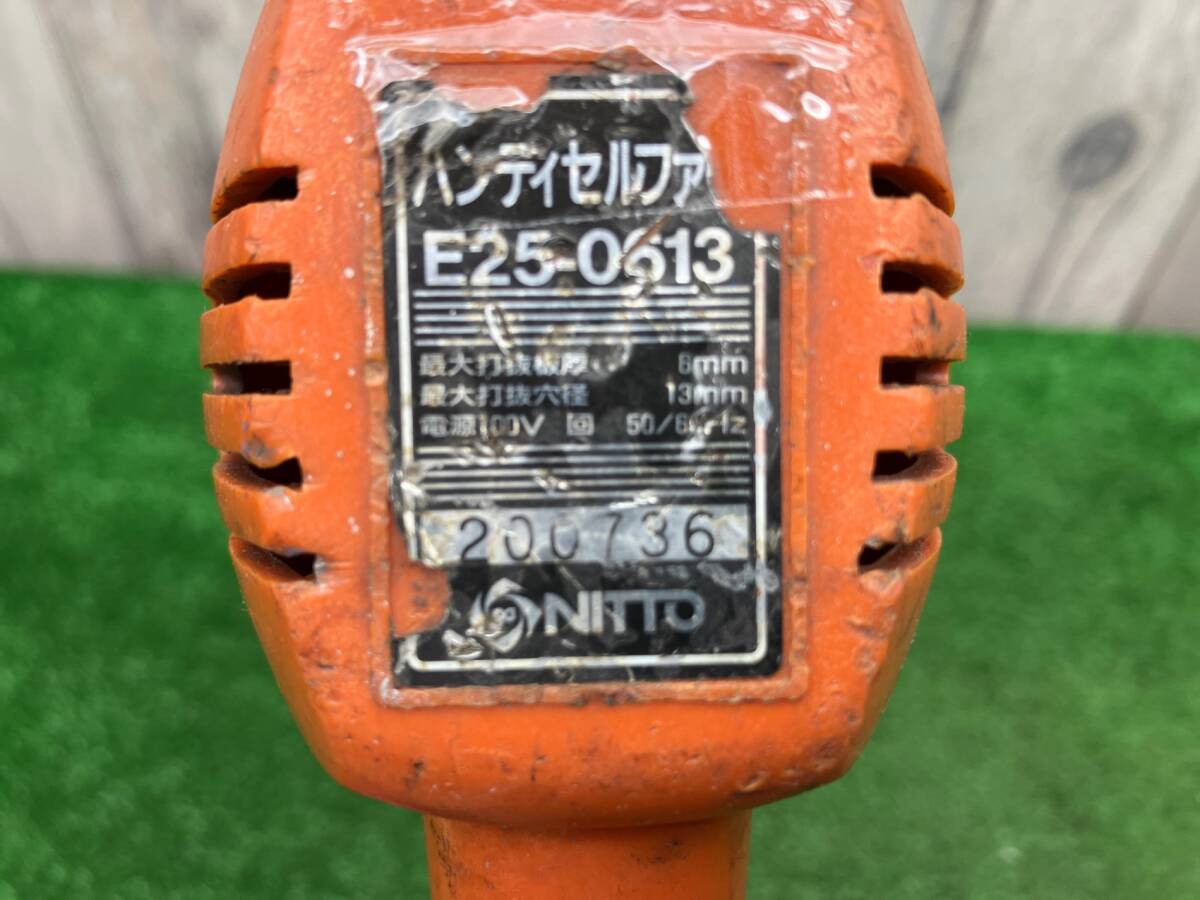 ハンディセルファ
E25-0613
最大打抜板厚 6mm
最大打抜穴径 13mm
電源100V 回 50/60Hz
200736
NITTO